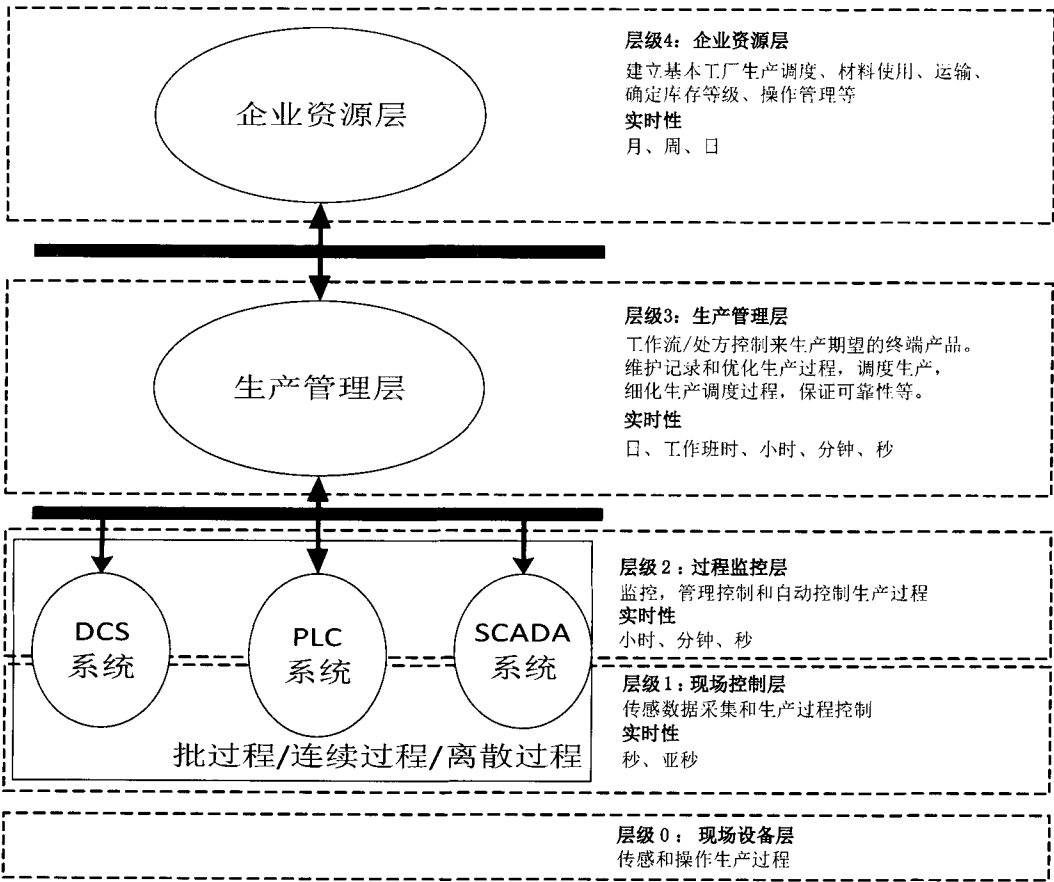 企业资源层
层级4：企业资源层
建立基本工厂生产调度、材料使用、运输、
确定库存等级、操作管理等
实时性
月、周、日
生产管理层
层级3：生产管理层
工作流/处方控制来生产期望的终端产品。
维护记录和优化生产过程，调度生产，
细化生产调度过程，保证可靠性等。
实时性
日、工作班时、小时、分钟、秒
DCS
系统
PLC
系统
SCADA
系统
层级2：过程监控层
监控，管理控制和自动控制生产过程
实时性
小时、分钟、秒
层级1：现场控制层
传感数据采集和生产过程控制
实时性
秒、亚秒
批过程/连续过程/离散过程
层级0：现场设备层
传感和操作生产过程